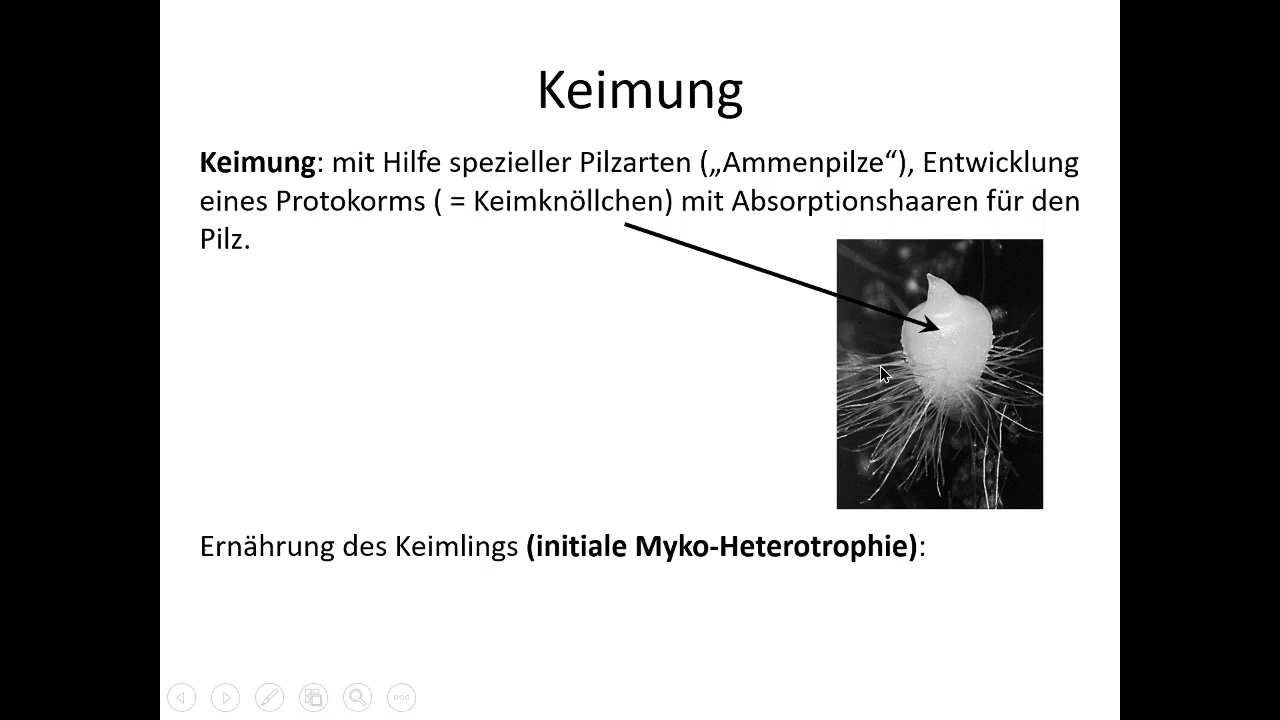 Keimung
Keimung: mit Hilfe spezieller Pilzarten („Ammenpilze“), Entwicklung
eines Protokorms ( = Keimknöllchen) mit Absorptionshaaren für den
Pilz.
Ernährung des Keimlings (initiale Myko-Heterotrophie):